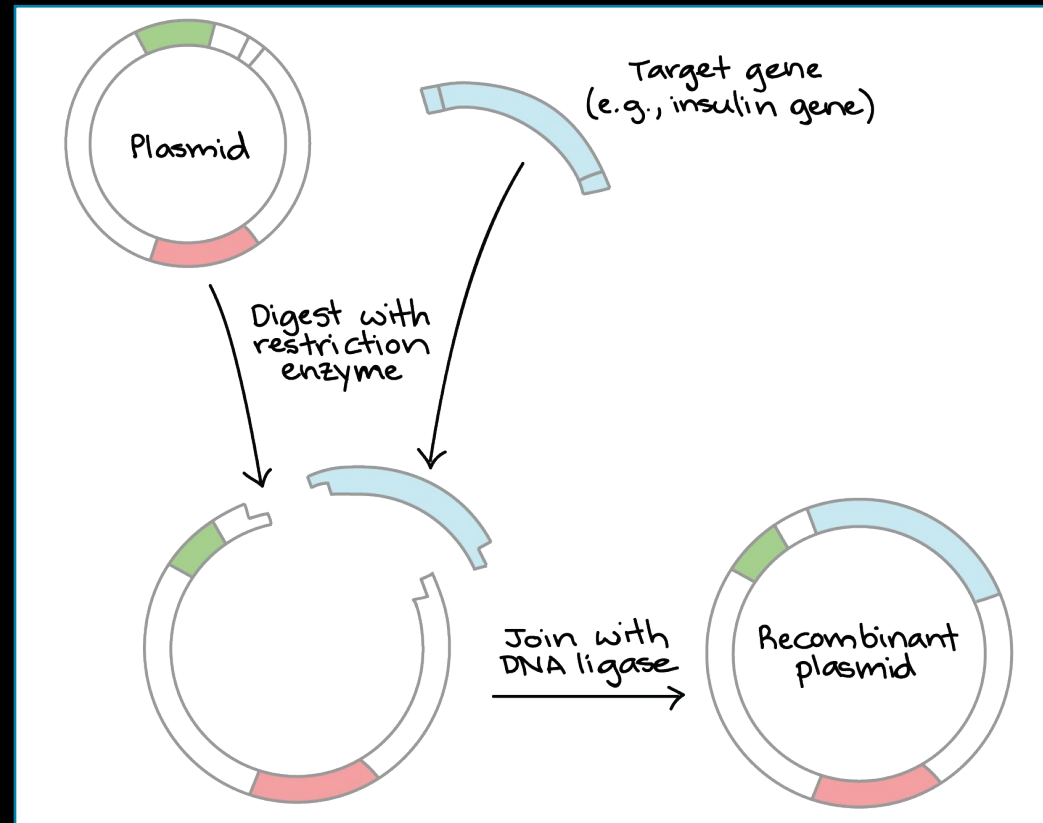 Plasmid
Target gene
(e.g., insulin gene)
Digest with
restriction
enzyme
Join with
DNA ligase
Recombinant
plasmid